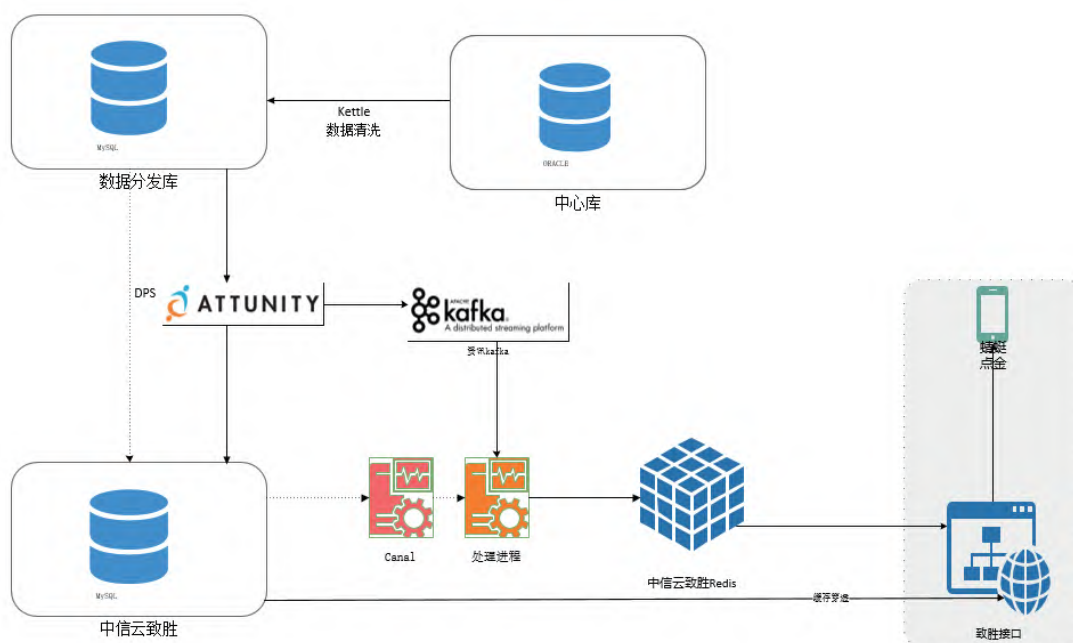 MySQL
数据分发库
Kettle
数据清洗
ORACLE
中心库
DPS
ATTUNITY
APACHE
kafka®
A distributed streaming platform
资讯kafka
蜻蜓
点金
MySQL
中信云致胜
Canal
处理进程
中信云致胜Redis
缓存穿透
致胜接口